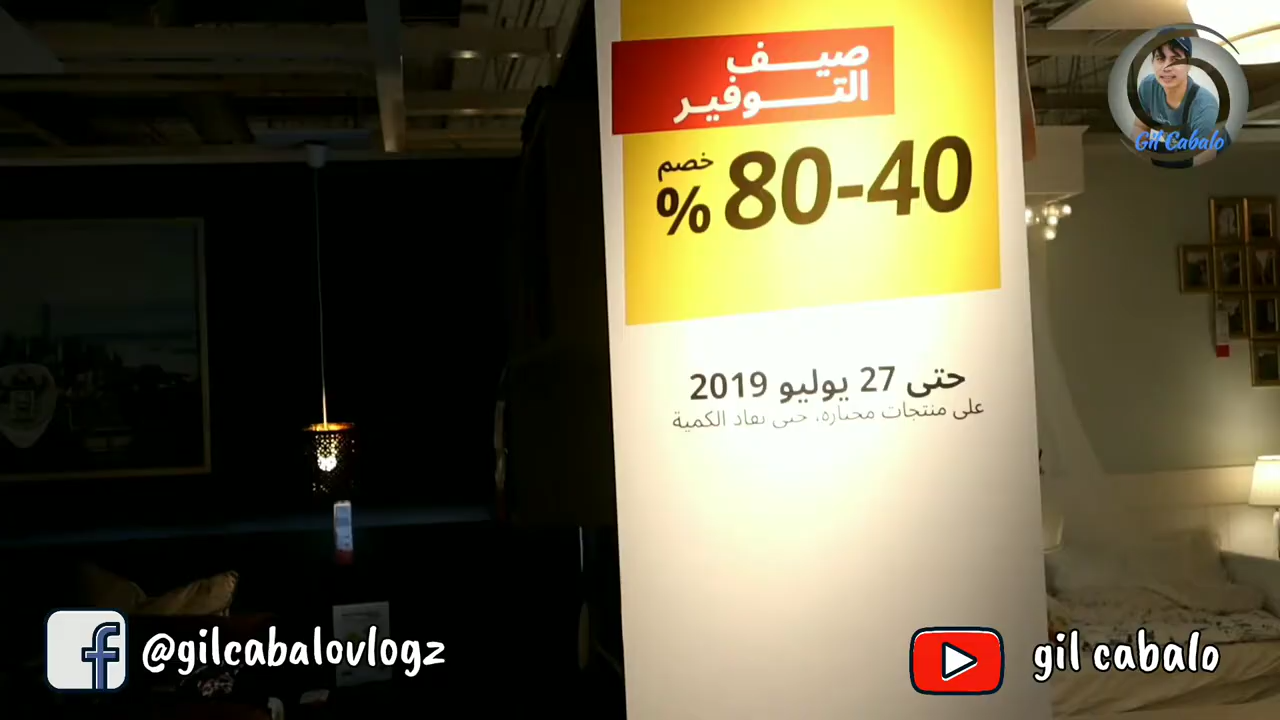 صيف
التوفير
خصم
40-80 %
حتى 27 يوليو 2019
على منتجات مختارة، حتى نفاد الكمية
Gil Cabalo
@gilcabalovlogz
gil cabalo